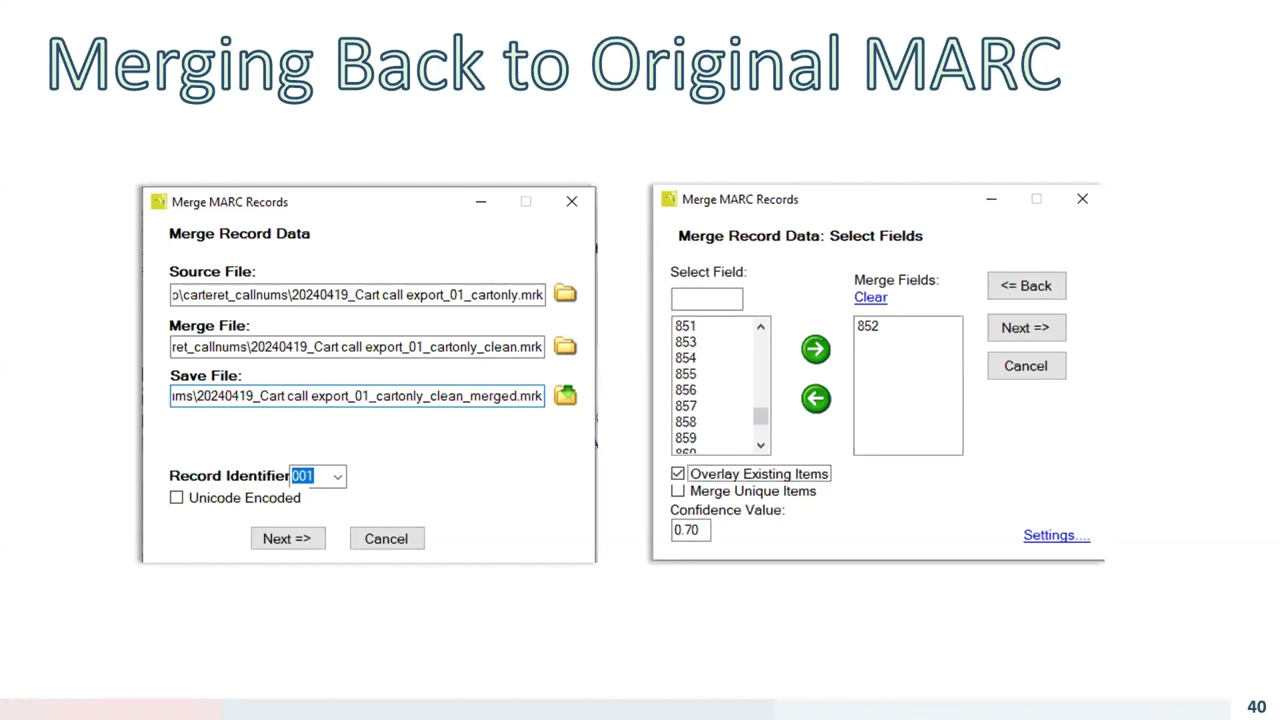 Merging Back to Original MARC
Merge MARC Records
Merge Record Data
Source File:
o\carteret_callnums\20240419_Cart call export_01_cartonly.mrk
Merge File:
ret_callnums\20240419_Cart call export_01_cartonly_clean.mrk
Save File:
ıms\20240419_Cart call export_01_cartonly_clean_merged.mrk
Record Identifier 001
Unicode Encoded
Next =>
Cancel
Merge MARC Records
Merge Record Data: Select Fields
Select Field:
851
853
854
855
856
857
858
859
860
Overlay Existing Items
Merge Unique Items
Confidence Value:
0.70
Merge Fields:
Clear
852
<= Back
Next =>
Cancel
Settings....
40